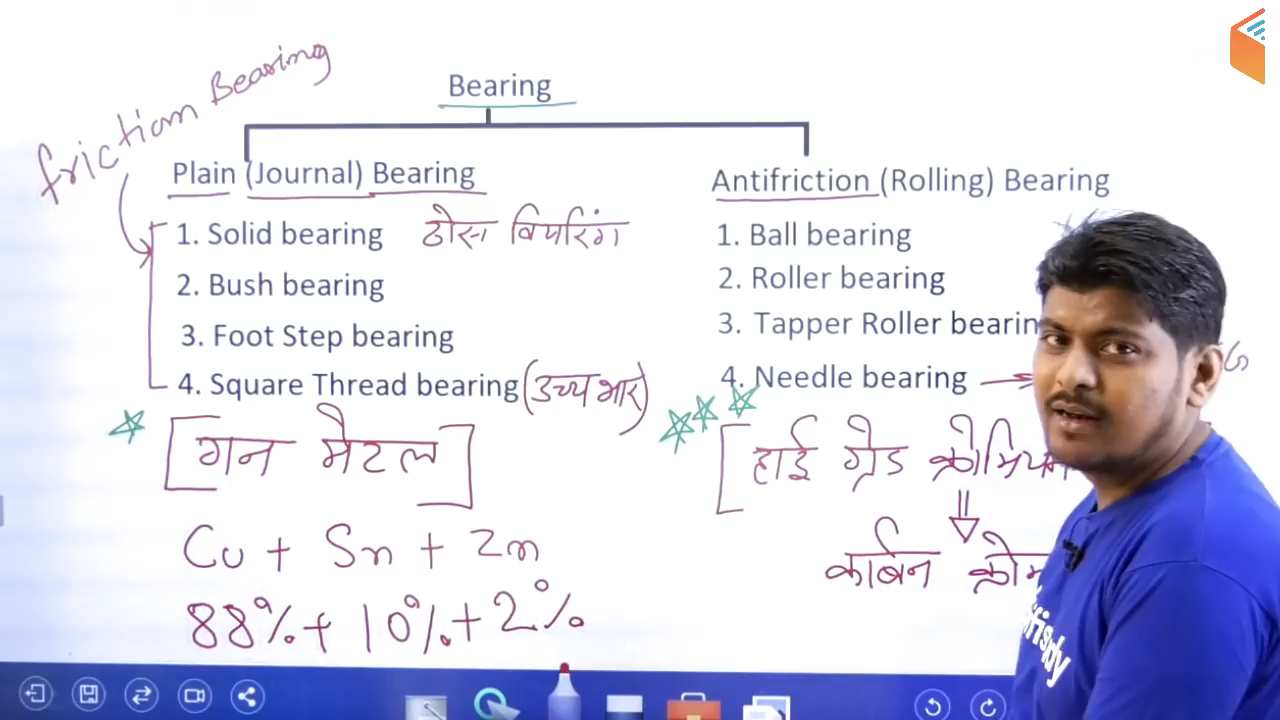 friction Bearing
Bearing
Plain (Journal) Bearing
1. Solid bearing ठोस बियरिंग
2. Bush bearing
3. Foot Step bearing
4. Square Thread bearing (उच्च भार)
गन मैटल
Cu + Sn + Zn
88% + 10% + 2%
Antifriction (Rolling) Bearing
1. Ball bearing
2. Roller bearing
3. Tapper Roller bearin
4. Needle bearing
हाई ग्रेड
कार्बन